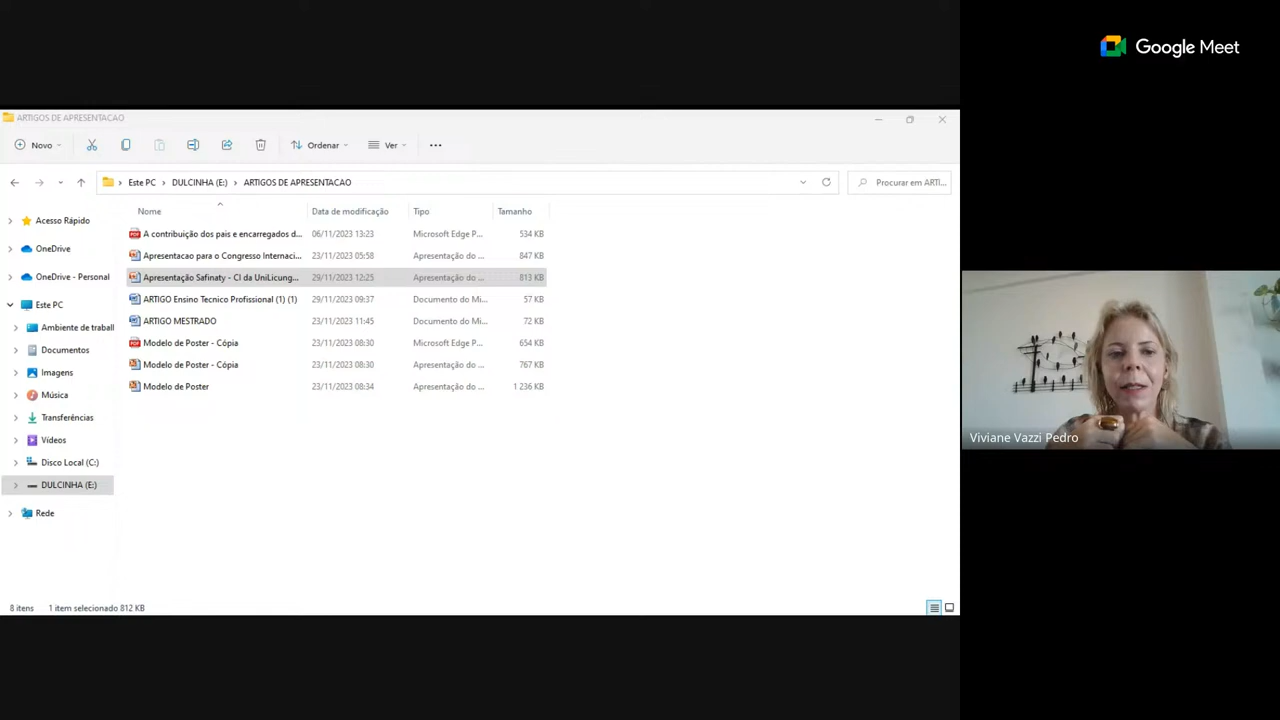 Google Meet
ARTIGOS DE APRESENTACAO
Novo
Ordenar
Ver
Este PC > DULCINHA (E:) > ARTIGOS DE APRESENTACAO
Procurar em ARTI...
Nome Data de modificação Tipo Tamanho
A contribuição dos pais e encarregados d... 06/11/2023 13:23 Microsoft Edge P... 534 KB
Apresentacao para o Congresso Internaci... 23/11/2023 05:58 Apresentação do ... 847 KB
Apresentação Safinaty - CI da UniLicung... 29/11/2023 12:25 Apresentação do ... 813 KB
ARTIGO Ensino Tecnico Profissional (1) (1) 29/11/2023 09:37 Documento do Mi... 57 KB
ARTIGO MESTRADO 23/11/2023 11:45 Documento do Mi... 72 KB
Modelo de Poster - Cópia 23/11/2023 08:30 Microsoft Edge P... 654 KB
Modelo de Poster - Cópia 23/11/2023 08:30 Apresentação do ... 767 KB
Modelo de Poster 23/11/2023 08:34 Apresentação do ... 1 236 KB
Acesso Rápido
OneDrive
OneDrive - Personal
Este PC
Ambiente de trabal
Documentos
Imagens
Música
Transferências
Vídeos
Disco Local (C:)
DULCINHA (E:)
Rede
8 itens 1 item selecionado 812 KB
Viviane Vazzi Pedro